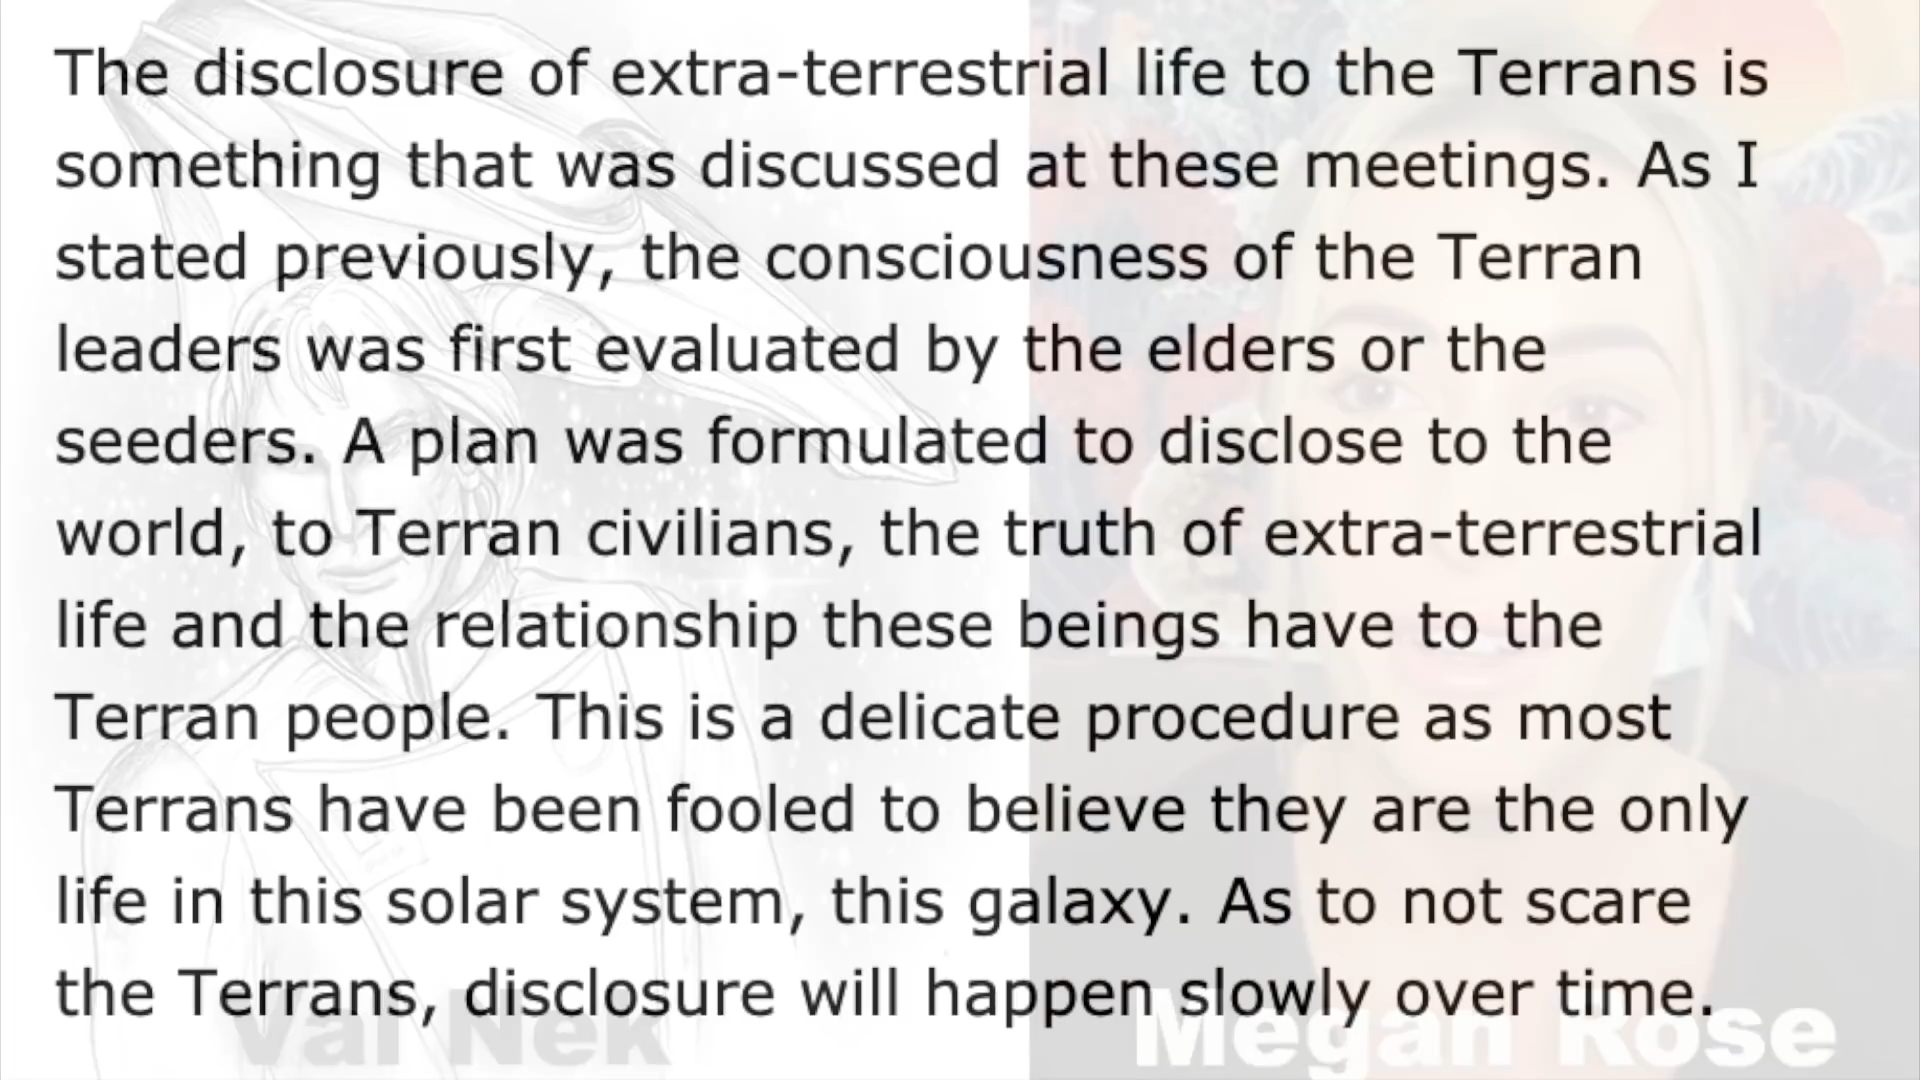 The disclosure of extra-terrestrial life to the Terrans is
something that was discussed at these meetings. As I
stated previously, the consciousness of the Terran
leaders was first evaluated by the elders or the
seeders. A plan was formulated to disclose to the
world, to Terran civilians, the truth of extra-terrestrial
life and the relationship these beings have to the
Terran people. This is a delicate procedure as most
Terrans have been fooled to believe they are the only
life in this solar system, this galaxy. As to not scare
the Terrans, disclosure will happen slowly over time.
Val Nek
Megan Rose